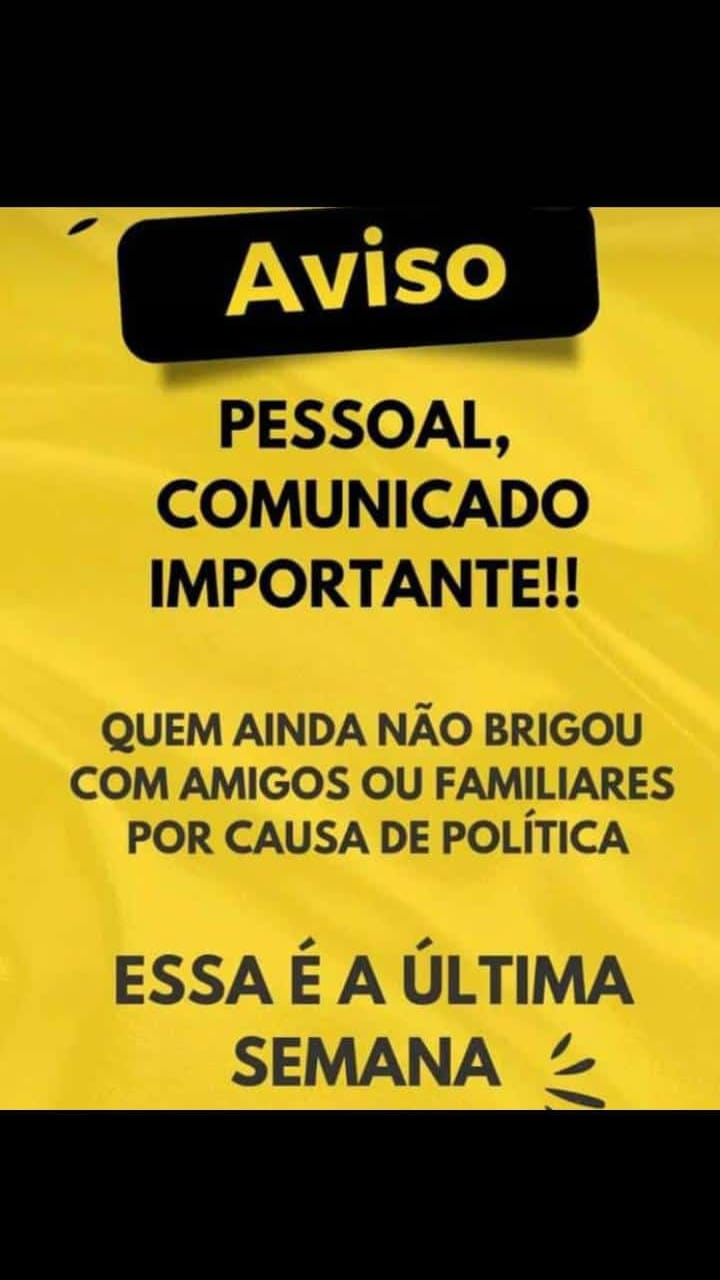 Aviso
PESSOAL,
COMUNICADO
IMPORTANTE!!
QUEM AINDA NÃO BRIGOU
COM AMIGOS OU FAMILIARES
POR CAUSA DE POLÍTICA
ESSA É A ÚLTIMA
SEMANA